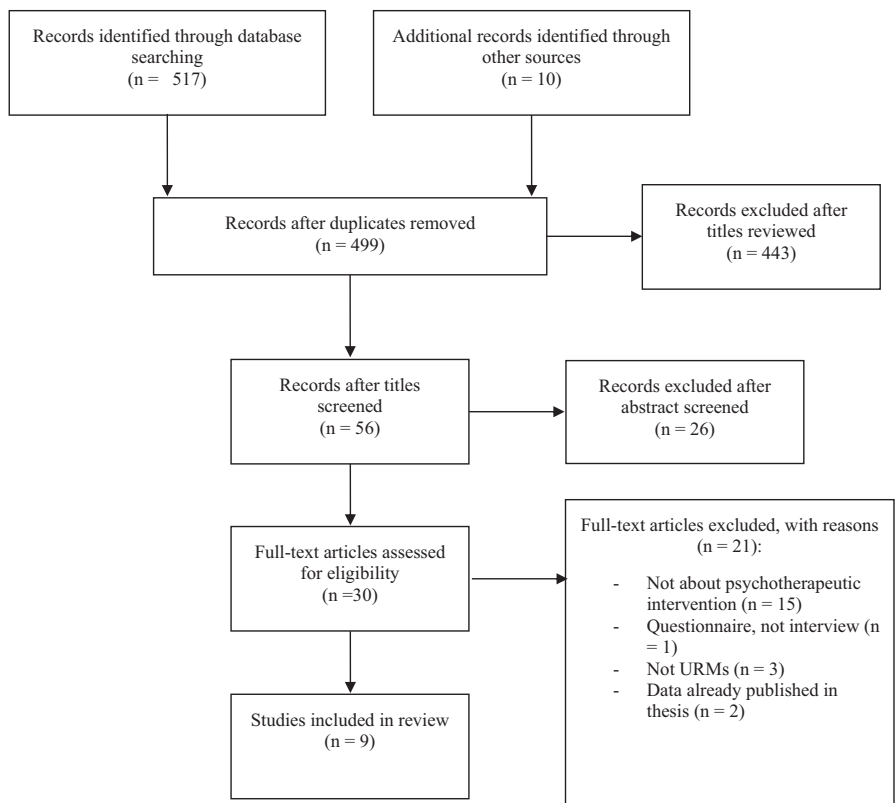 Records identified through database
searching
(n = 517)
Additional records identified through
other sources
(n = 10)
Records after duplicates removed
(n = 499)
Records excluded after
titles reviewed
(n = 443)
Records after titles
screened
(n = 56)
Records excluded after
abstract screened
(n = 26)
Full-text articles assessed
for eligibility
(n =30)
Full-text articles excluded, with reasons
(n = 21):
- Not about psychotherapeutic
intervention (n = 15)
- Questionnaire, not interview (n
= 1)
- Not URMs (n = 3)
- Data already published in
thesis (n = 2)
Studies included in review
(n = 9)